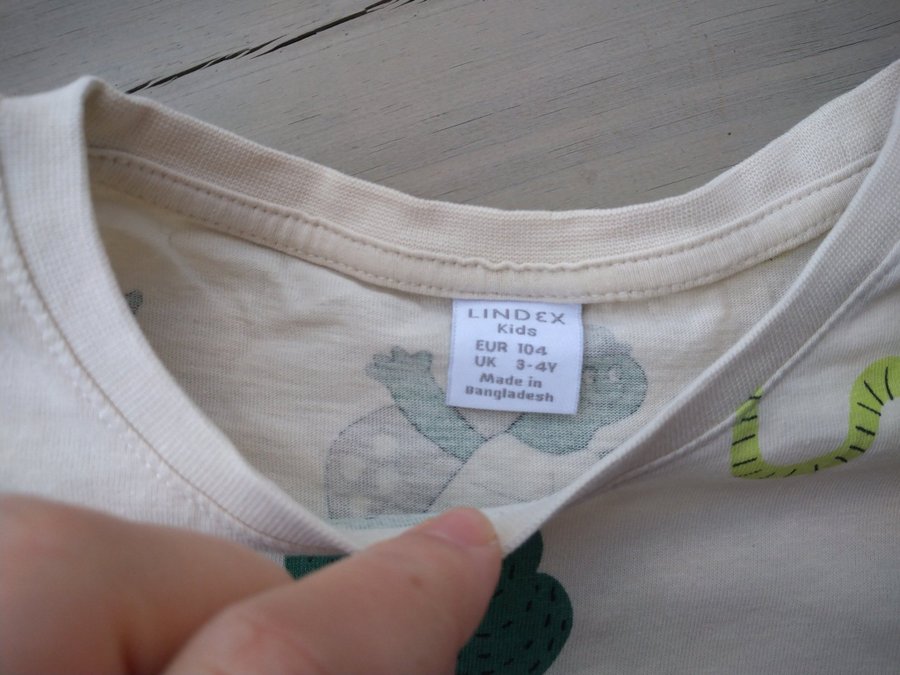 LINDEX
Kids
EUR 104
UK 3-4Y
Made in
Bangladesh